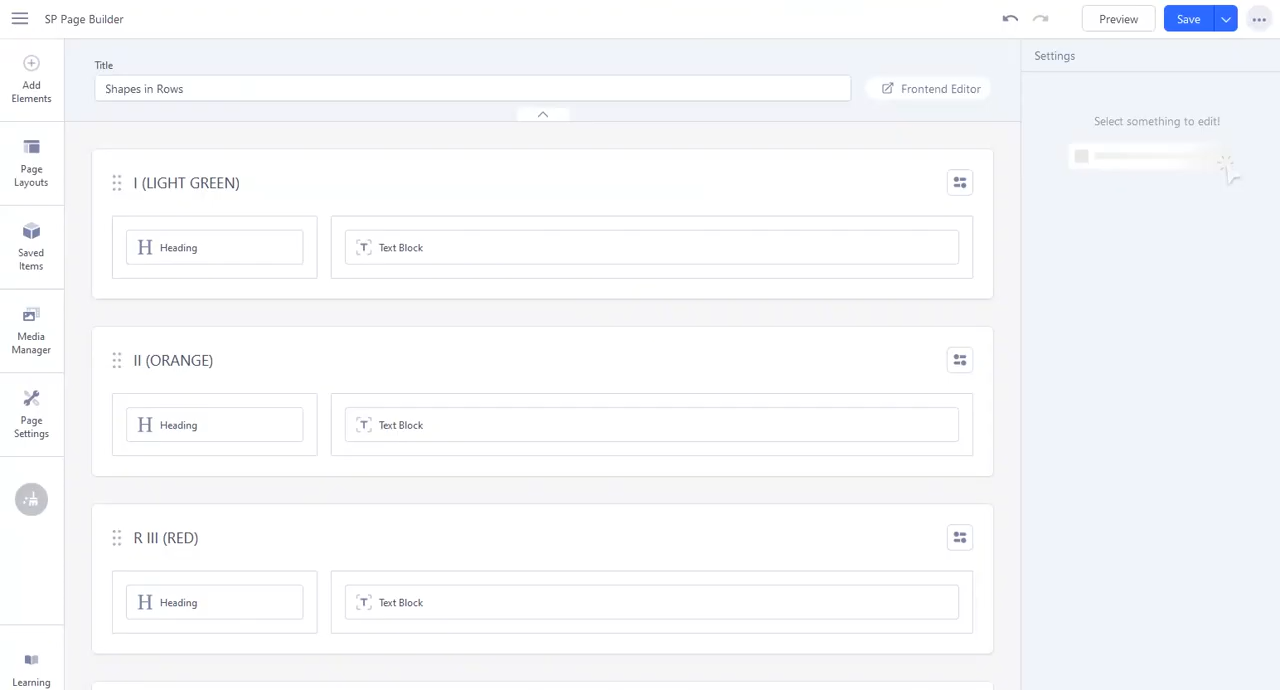 SP Page Builder
Preview
Save
Add
Elements
Page
Layouts
Saved
Items
Media
Manager
Page
Settings
Learning
Title
Shapes in Rows
Frontend Editor
I (LIGHT GREEN)
H Heading
T Text Block
II (ORANGE)
H Heading
T Text Block
R III (RED)
H Heading
T Text Block
Settings
Select something to edit!